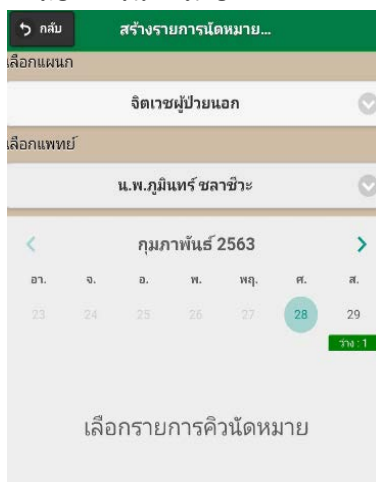 กลับ
สร้างรายการนัดหมาย...
เลือกแผนก
จิตเวชผู้ป่วยนอก
เลือกแพทย์
น.พ.ภูมินทร์ ชลาชีวะ
กุมภาพันธ์ 2563
อา. จ. อ. พ. พฤ. ศ. ส.
23 24 25 26 27 28 29
ว่าง : 1
เลือกรายการคิวนัดหมาย